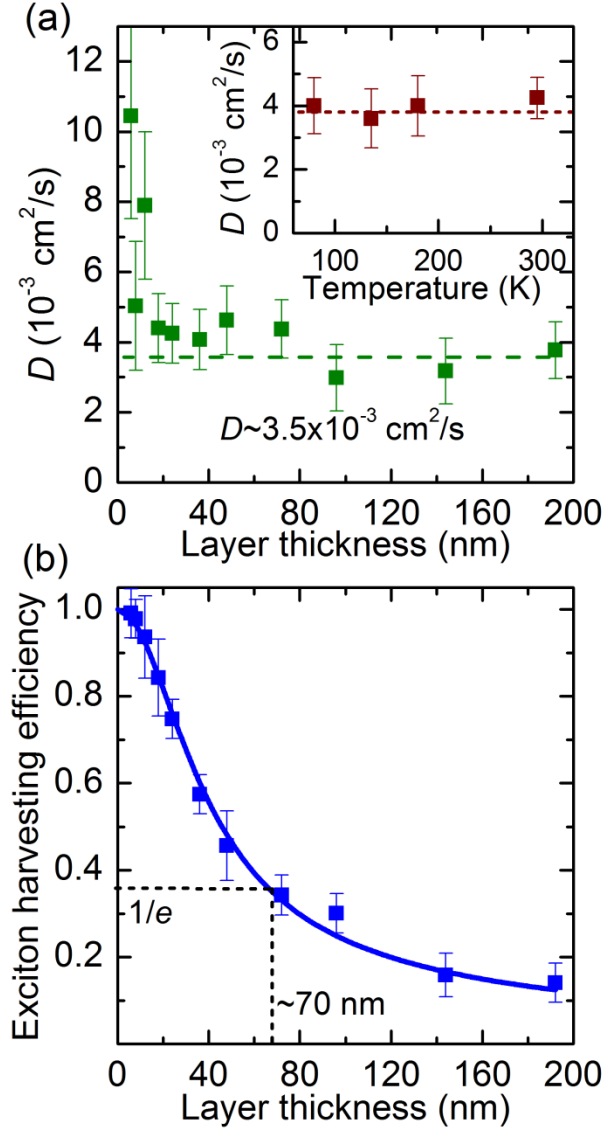 (a)
12
10
8
6
4
2
0
D (10⁻³ cm²/s)
6
4
2
0
D (10⁻³ cm²/s)
100 200 300
Temperature (K)
D~3.5x10⁻³ cm²/s
0 40 80 120 160 200
Layer thickness (nm)
(b)
1.0
0.8
0.6
0.4
0.2
Exciton harvesting efficiency
1/e
~70 nm
0 40 80 120 160 200
Layer thickness (nm)